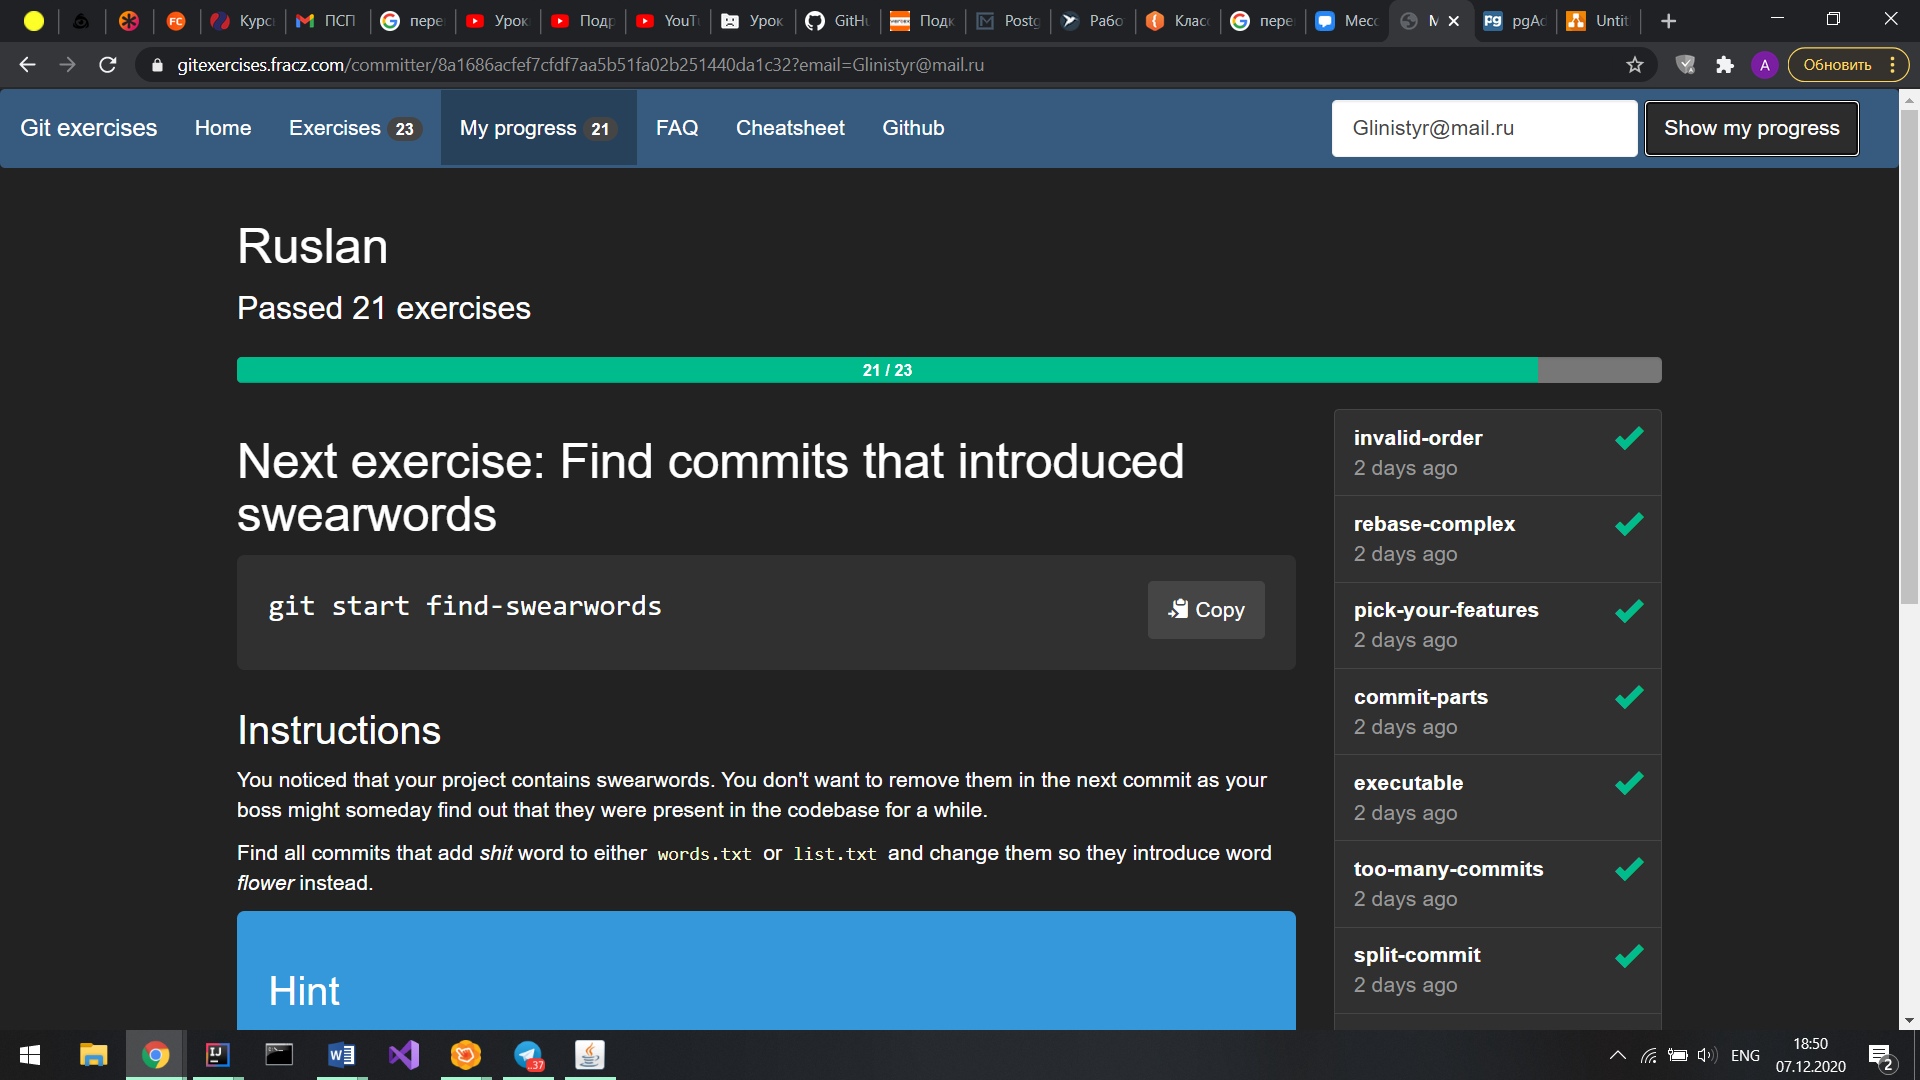 Курс
ПСП
пере
Урок
Подр
YouT
Урок
GitHu
Подк
Postg
Рабо
Класс
пере
Месс
M
pgAd
Untit
gitexercises.fracz.com/committer/8a1686acfef7cfdf7aa5b51fa02b251440da1c32?email=Glinistyr@mail.ru
A
Обновить
Git exercises
Home
Exercises 23
My progress 21
FAQ
Cheatsheet
Github
Glinistyr@mail.ru
Show my progress
Ruslan
Passed 21 exercises
21 / 23
Next exercise: Find commits that introduced
swearwords
git start find-swearwords
Copy
Instructions
You noticed that your project contains swearwords. You don't want to remove them in the next commit as your
boss might someday find out that they were present in the codebase for a while.
Find all commits that add shit word to either words.txt or list.txt and change them so they introduce word
flower instead.
Hint
invalid-order
2 days ago
rebase-complex
2 days ago
pick-your-features
2 days ago
commit-parts
2 days ago
executable
2 days ago
too-many-commits
2 days ago
split-commit
2 days ago
ENG
18:50
07.12.2020
2